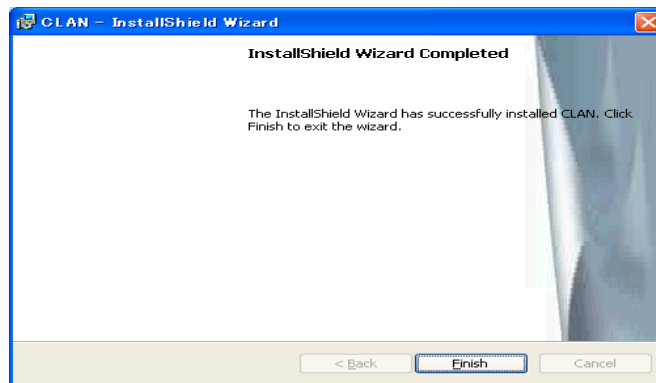 CLAN - InstallShield Wizard
InstallShield Wizard Completed
The InstallShield Wizard has successfully installed CLAN. Click
Finish to exit the wizard.
< Back
Finish
Cancel